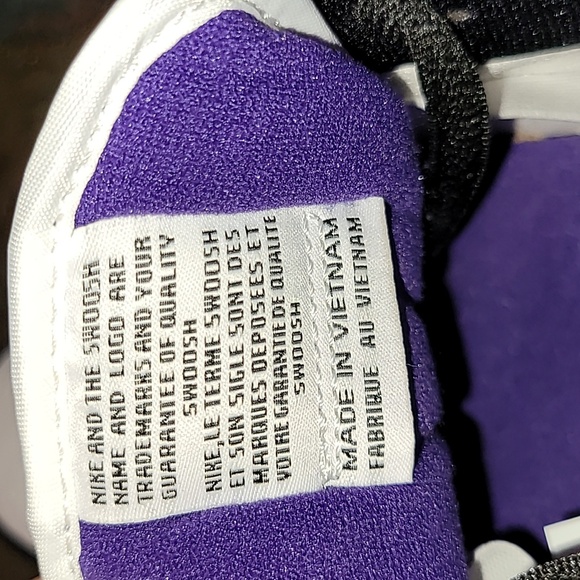 NIKE AND THE SWOOSH
NAME AND LOGO ARE
TRADEMARKS AND YOUR
GUARANTEE OF QUALITY
SWOOSH
NIKE, LE TERME SWOOSH
ET SON SIGLE SONT DES
MARQUES DEPOSEES ET
VOTRE GARANTIE DE QUALITE
SWOOSH
MADE IN VIETNAM
FABRIQUE AU VIETNAM